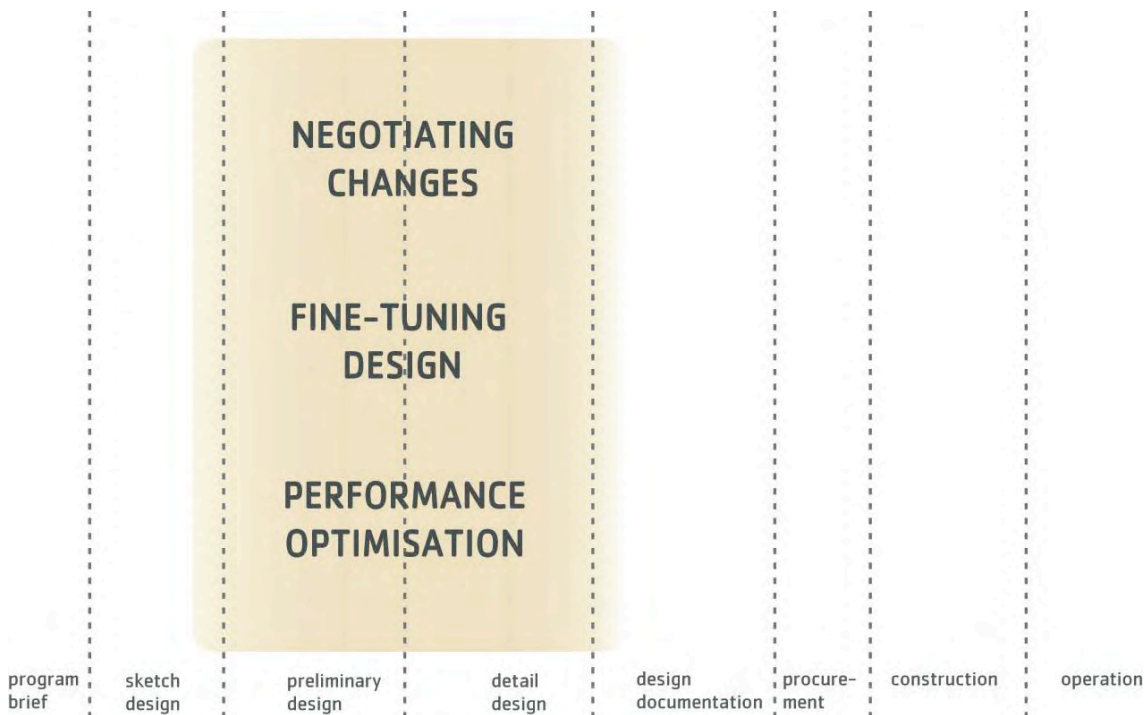 NEGOTIATING
CHANGES
FINE-TUNING
DESIGN
PERFORMANCE
OPTIMISATION
program
brief
sketch
design
preliminary
design
detail
design
design
documentation
procure-
ment
construction
operation